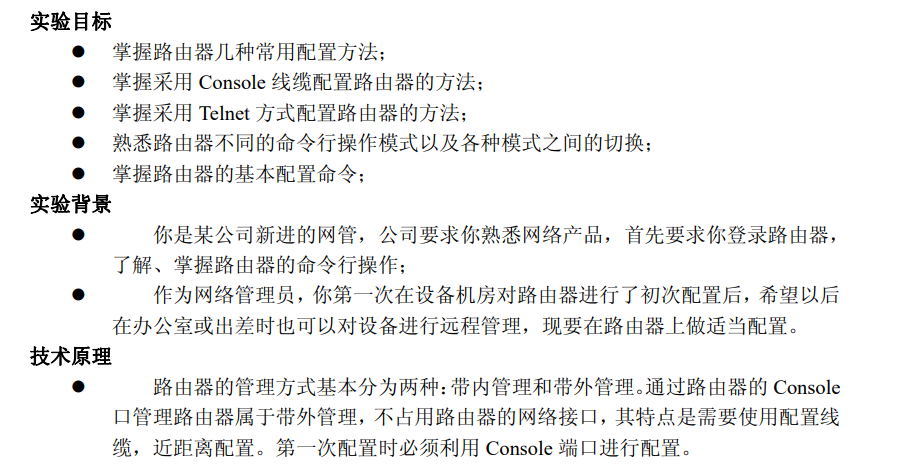 实验目标
● 掌握路由器几种常用配置方法；
● 掌握采用 Console 线缆配置路由器的方法；
● 掌握采用 Telnet 方式配置路由器的方法；
● 熟悉路由器不同的命令行操作模式以及各种模式之间的切换；
● 掌握路由器的基本配置命令；
实验背景
● 你是某公司新进的网管，公司要求你熟悉网络产品，首先要求你登录路由器，
了解、掌握路由器的命令行操作；
● 作为网络管理员，你第一次在设备机房对路由器进行了初次配置后，希望以后
在办公室或出差时也可以对设备进行远程管理，现要在路由器上做适当配置。
技术原理
● 路由器的管理方式基本分为两种：带内管理和带外管理。通过路由器的 Console
口管理路由器属于带外管理，不占用路由器的网络接口，其特点是需要使用配置线
缆，近距离配置。第一次配置时必须利用 Console 端口进行配置。